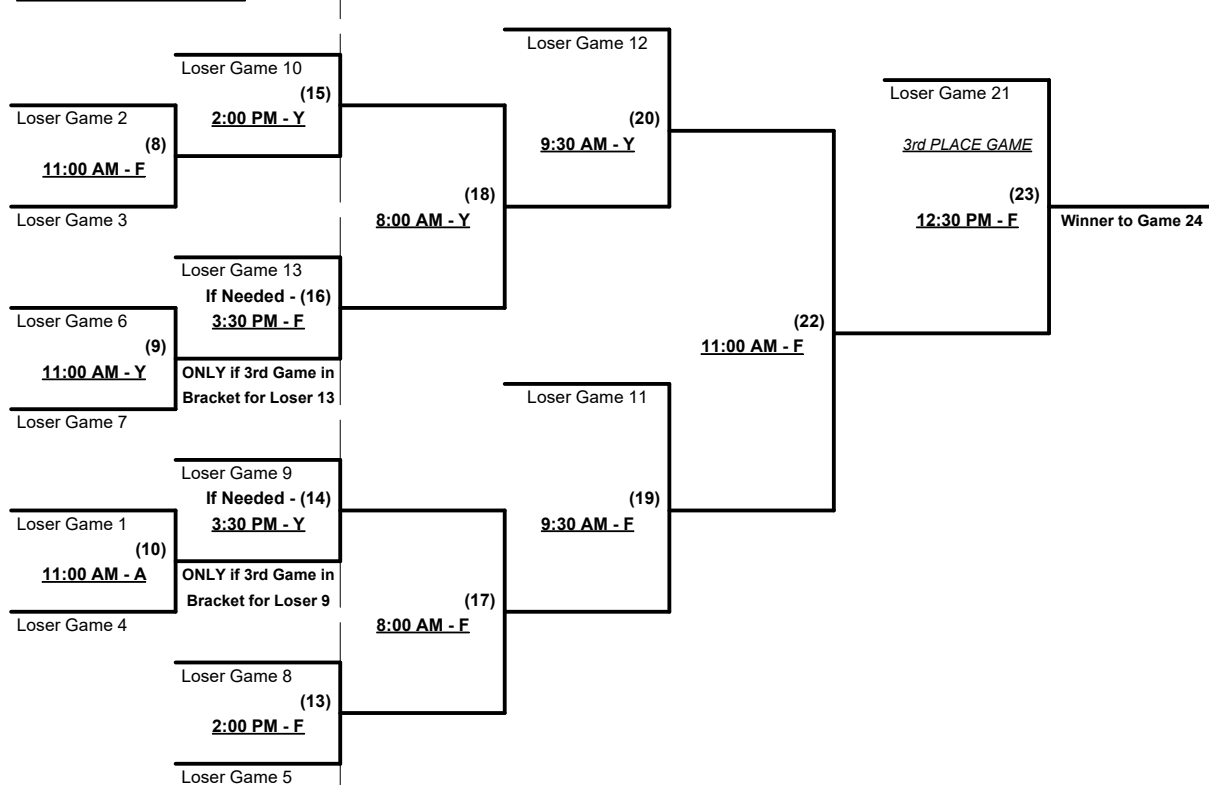 Loser Game 12
Loser Game 10
(15)
2:00 PM - Y
Loser Game 2
(8)
11:00 AM - F
Loser Game 3
(20)
9:30 AM - Y
Loser Game 21
3rd PLACE GAME
(23)
12:30 PM - F
Winner to Game 24
(18)
8:00 AM - Y
Loser Game 13
If Needed - (16)
3:30 PM - F
Loser Game 6
(9)
11:00 AM - Y
ONLY if 3rd Game in
Bracket for Loser 13
Loser Game 7
(22)
11:00 AM - F
Loser Game 11
Loser Game 9
If Needed - (14)
3:30 PM - Y
Loser Game 1
(10)
11:00 AM - A
ONLY if 3rd Game in
Bracket for Loser 9
Loser Game 4
(19)
9:30 AM - F
(17)
8:00 AM - F
Loser Game 8
(13)
2:00 PM - F
Loser Game 5